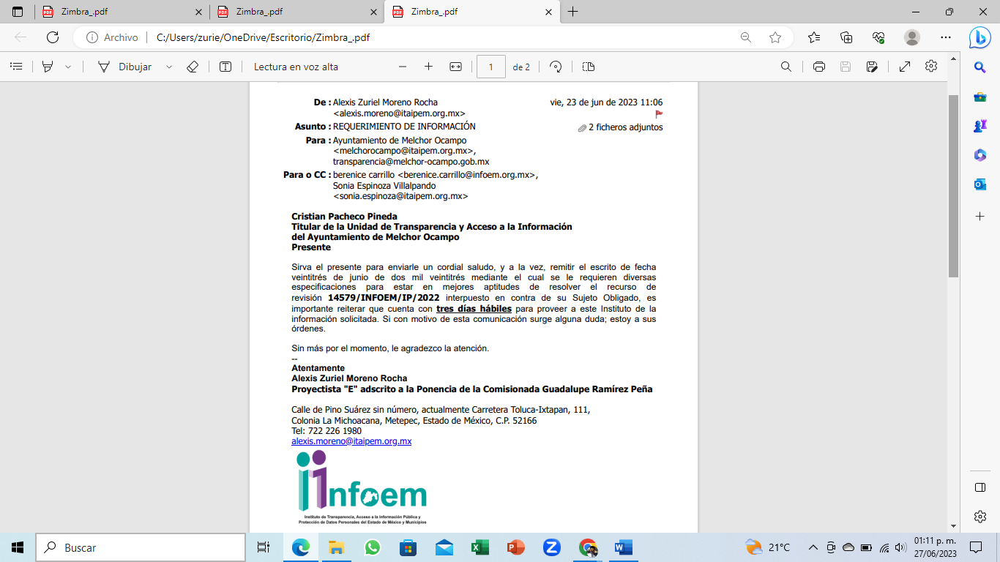 Zimbra_.pdf
Zimbra_.pdf
Zimbra_.pdf
Archivo
C:/Users/zurie/OneDrive/Escritorio/Zimbra_.pdf
Dibujar
Lectura en voz alta
1 de 2
De : Alexis Zuriel Moreno Rocha
<alexis.moreno@itaipem.org.mx>
vie, 23 de jun de 2023 11:06
Asunto : REQUERIMIENTO DE INFORMACIÓN
2 ficheros adjuntos
Para : Ayuntamiento de Melchor Ocampo
<melchorocampo@itaipem.org.mx>,
transparencia@melchor-ocampo.gob.mx
Para o CC : berenice carrillo <berenice.carrillo@infoem.org.mx>,
Sonia Espinoza Villalpando
<sonia.espinoza@itaipem.org.mx>
Cristian Pacheco Pineda
Titular de la Unidad de Transparencia y Acceso a la Información
del Ayuntamiento de Melchor Ocampo
Presente
Sirva el presente para enviarle un cordial saludo, y a la vez, remitir el escrito de fecha
veintitrés de junio de dos mil veintitrés mediante el cual se le requieren diversas
especificaciones para estar en mejores aptitudes de resolver el recurso de
revisión 14579/INFOEM/IP/2022 interpuesto en contra de su Sujeto Obligado, es
importante reiterar que cuenta con tres días hábiles para proveer a este Instituto de la
información solicitada. Si con motivo de esta comunicación surge alguna duda; estoy a sus
órdenes.
Sin más por el momento, le agradezco la atención.
--
Atentamente
Alexis Zuriel Moreno Rocha
Proyectista "E" adscrito a la Ponencia de la Comisionada Guadalupe Ramírez Peña
Calle de Pino Suárez sin número, actualmente Carretera Toluca-Ixtapan, 111,
Colonia La Michoacana, Metepec, Estado de México, C.P. 52166
Tel: 722 226 1980
alexis.moreno@itaipem.org.mx
infoem
Instituto de Transparencia, Acceso a la Información Pública y
Protección de Datos Personales del Estado de México y Municipios
Buscar
21°C
01:11 p. m.
27/06/2023